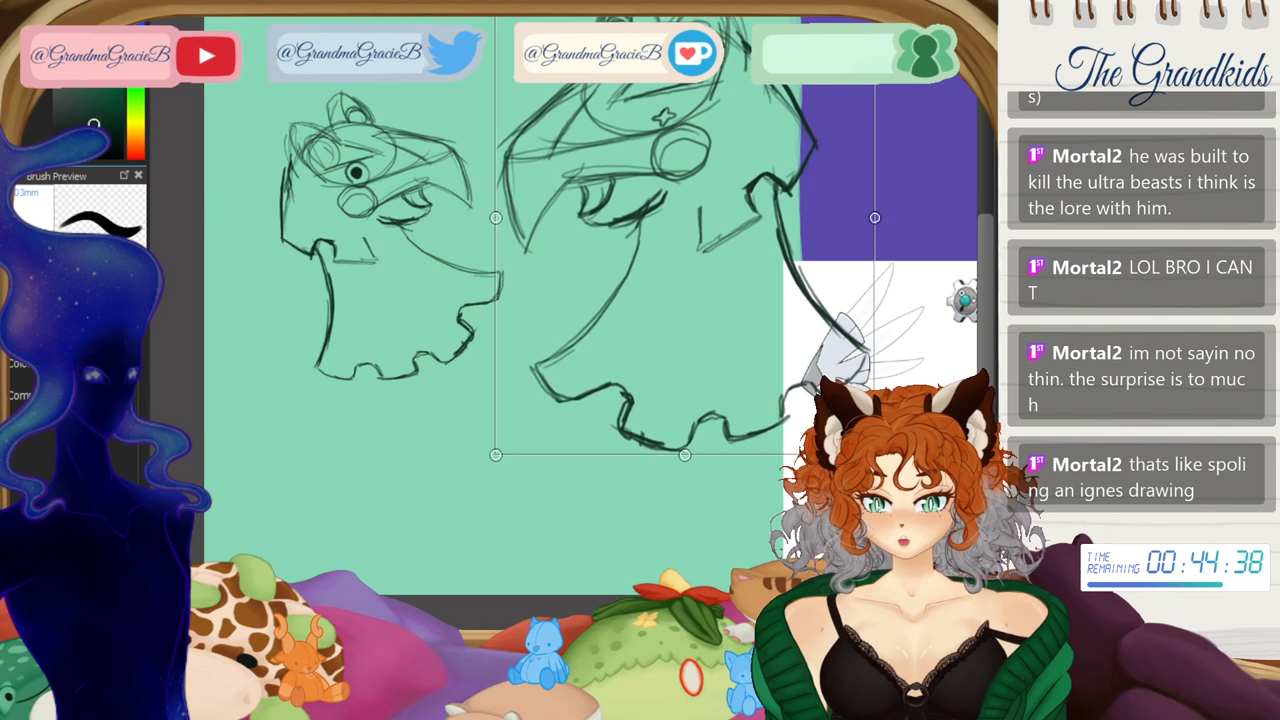 @GrandmaGracieB
@GrandmaGracieB
@GrandmaGracieB
The Grandkids
s)
Mortal2 he was built to
kill the ultra beasts i think is
the lore with him.
Mortal2 LOL BRO I CAN
T
Mortal2 im not sayin no
thin. the surprise is to muc
h
Mortal2 thats like spoli
ng an ignes drawing
TIME
REMAINING 00:44:38
Brush Preview